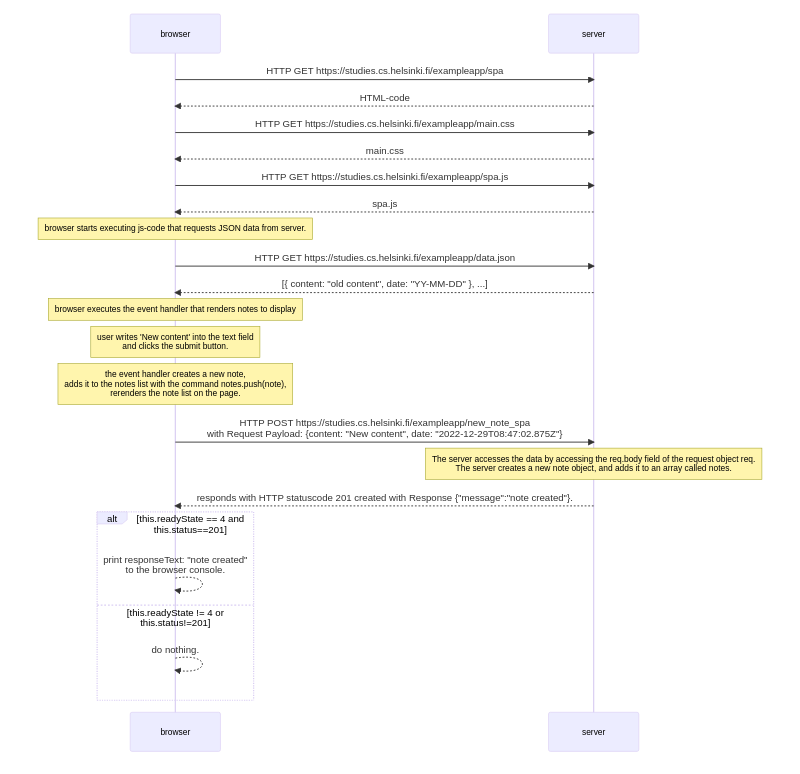 browser
server
HTTP GET https://studies.cs.helsinki.fi/exampleapp/spa
HTML-code
HTTP GET https://studies.cs.helsinki.fi/exampleapp/main.css
main.css
HTTP GET https://studies.cs.helsinki.fi/exampleapp/spa.js
spa.js
browser starts executing js-code that requests JSON data from server.
HTTP GET https://studies.cs.helsinki.fi/exampleapp/data.json
[{ content: "old content", date: "YY-MM-DD" }, ...]
browser executes the event handler that renders notes to display
user writes 'New content' into the text field
and clicks the submit button.
the event handler creates a new note,
adds it to the notes list with the command notes.push(note),
rerenders the note list on the page.
HTTP POST https://studies.cs.helsinki.fi/exampleapp/new_note_spa
with Request Payload: {content: "New content", date: "2022-12-29T08:47:02.875Z"}
The server accesses the data by accessing the req.body field of the request object req.
The server creates a new note object, and adds it to an array called notes.
responds with HTTP statuscode 201 created with Response {"message":"note created"}.
alt
[this.readyState == 4 and
this.status==201]
print responseText: "note created"
to the browser console.
[this.readyState != 4 or
this.status!=201]
do nothing.
browser
server